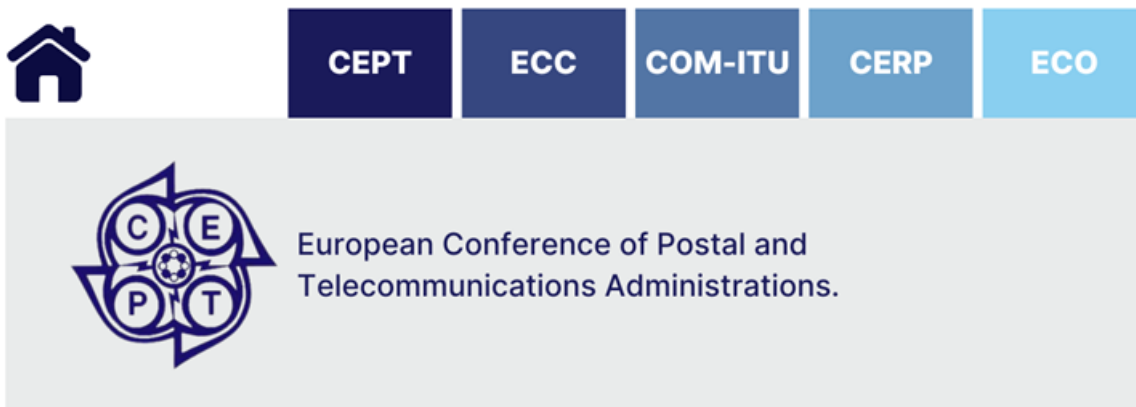 CEPT
ECC
COM-ITU
CERP
ECO
C E
P T
European Conference of Postal and
Telecommunications Administrations.